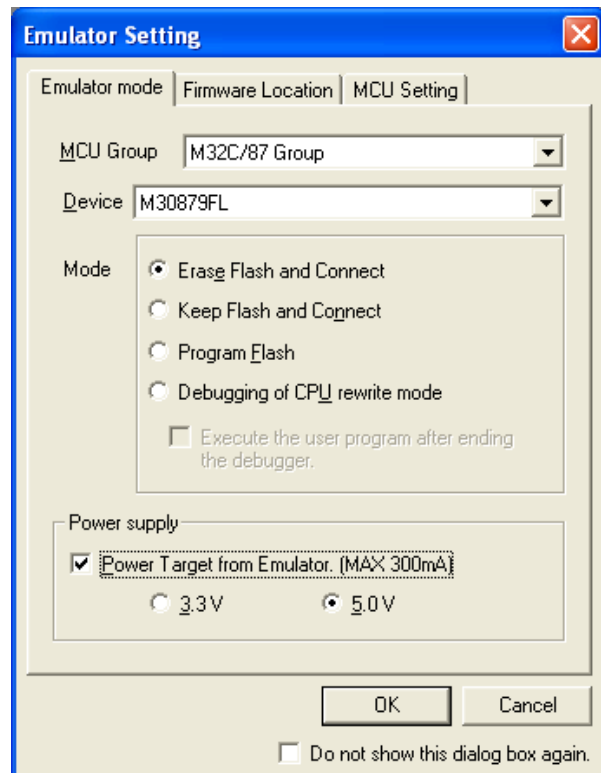 Emulator Setting
Emulator mode
Firmware Location
MCU Setting
MCU Group
M32C/87 Group
Device
M30879FL
Mode
Erase Flash and Connect
Keep Flash and Connect
Program Flash
Debugging of CPU rewrite mode
Execute the user program after ending
the debugger.
Power supply
Power Target from Emulator. (MAX 300mA)
3.3 V
5.0 V
OK
Cancel
Do not show this dialog box again.